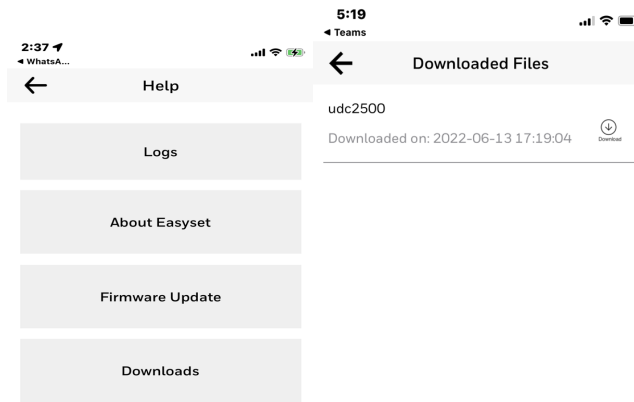 2:37
◀ WhatsA...
Help
Logs
About Easyset
Firmware Update
Downloads
5:19
◀ Teams
Downloaded Files
udc2500
Downloaded on: 2022-06-13 17:19:04
Download